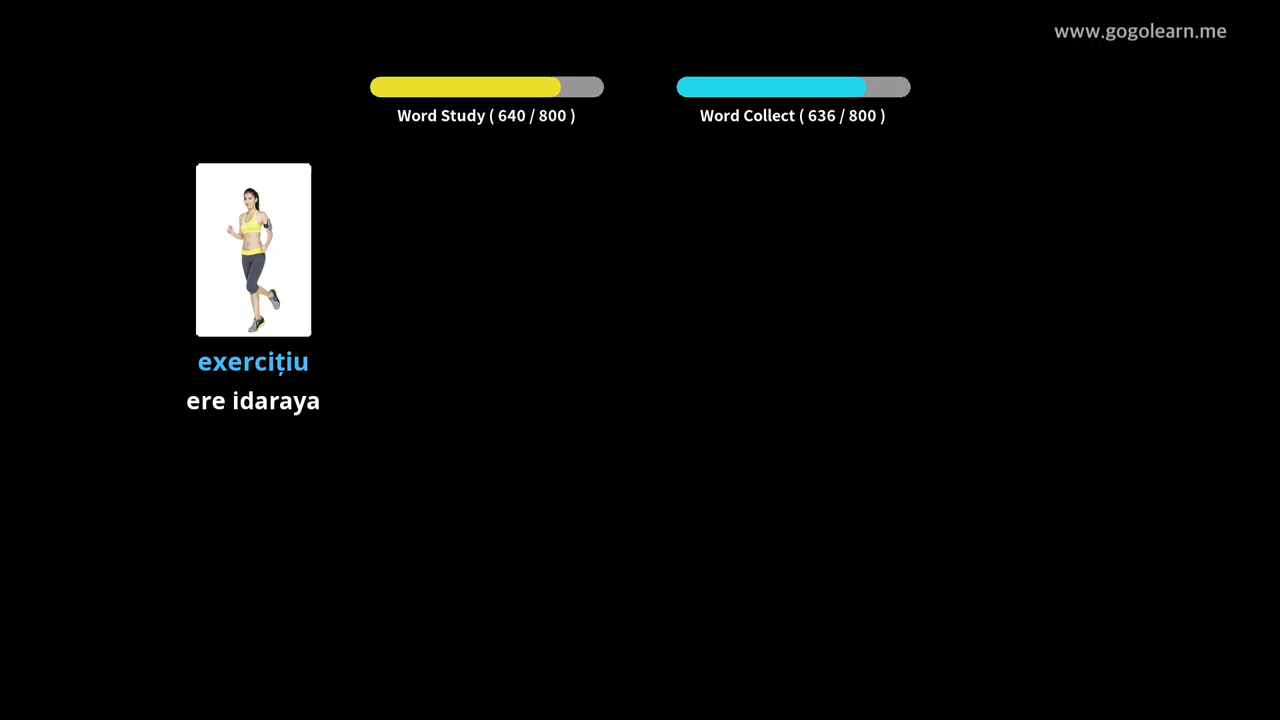 www.gogolearn.me
Word Study ( 640 / 800 )
Word Collect ( 636 / 800 )
exercițiu
ere idaraya